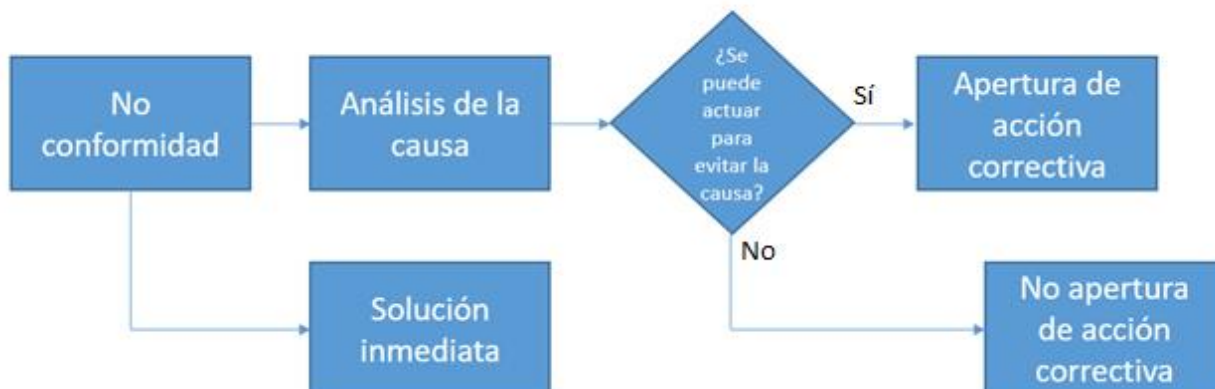 No
conformidad
Análisis de la
causa
¿Se
puede
actuar
para
evitar la
causa?
Sí
Apertura de
acción
correctiva
No
Solución
inmediata
No apertura
de acción
correctiva